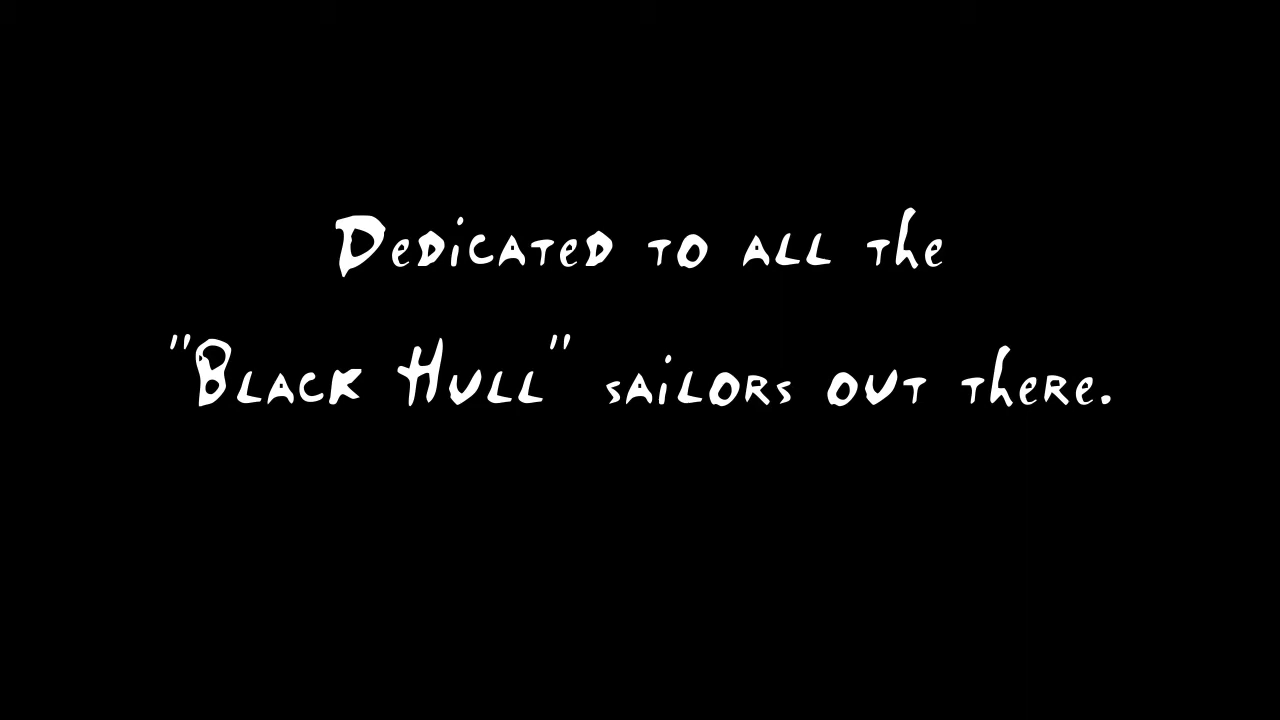 Dedicated to all the
"Black Hull" sailors out there.